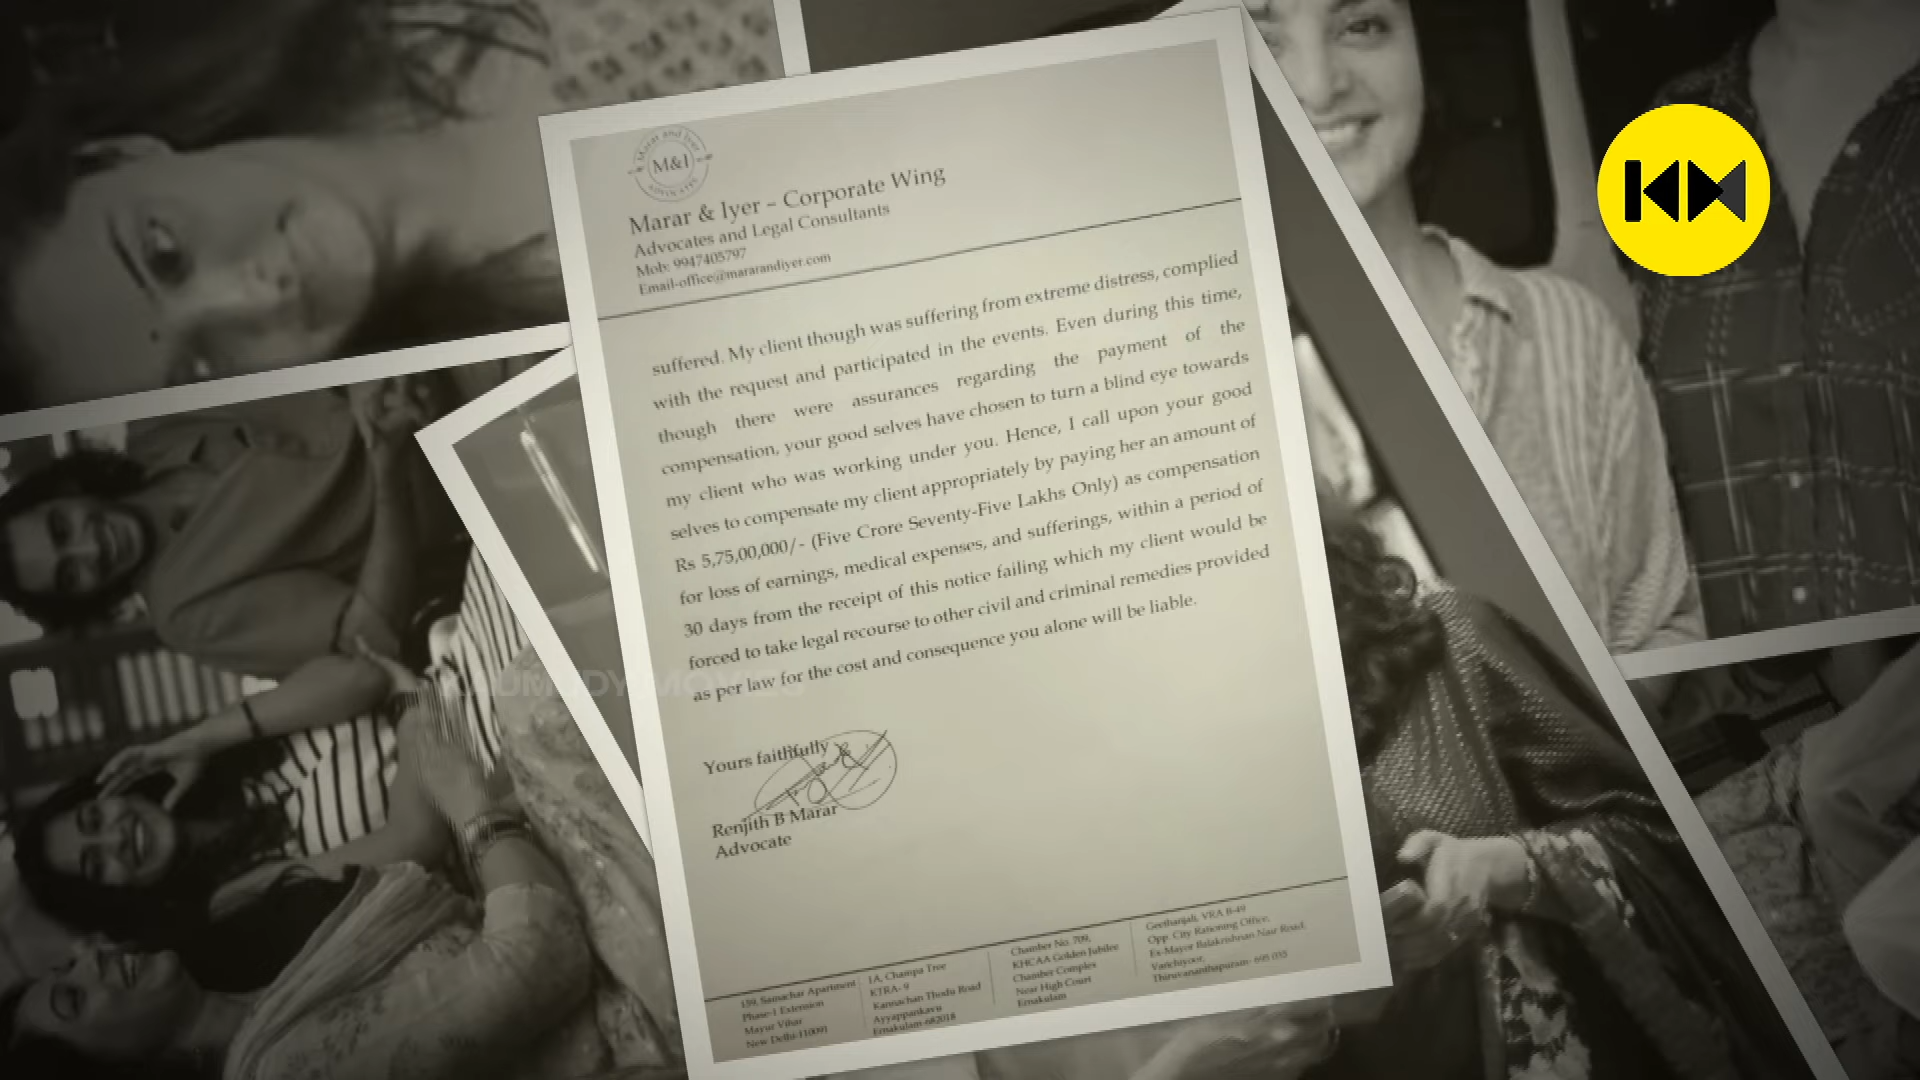 Marar and Iyer
M&I
ADVOCATES
Marar & Iyer – Corporate Wing
Advocates and Legal Consultants
Mob: 9947405797
Email-office@mararandiyer.com
suffered. My client though was suffering from extreme distress, complied
with the request and participated in the events. Even during this time,
though there were assurances regarding the payment of the
compensation, your good selves have chosen to turn a blind eye towards
my client who was working under you. Hence, I call upon your good
selves to compensate my client appropriately by paying her an amount of
Rs 5,75,00,000/- (Five Crore Seventy-Five Lakhs Only) as compensation
for loss of earnings, medical expenses, and sufferings, within a period of
30 days from the receipt of this notice failing which my client would be
forced to take legal recourse to other civil and criminal remedies provided
as per law for the cost and consequence you alone will be liable.
KAUMUDY MOVIES
Yours faithfully
Renjith B Marar
Advocate
159, Samachar Apartment
Phase-1 Extension
Mayur Vihar
New Delhi-110091
1A, Champa Tree
KTRA- 9
Kannachan Thodu Road
Ayyappankavu
Ernakulam-682018
Chamber No. 709,
KHCAA Golden Jubilee
Chamber Complex
Near High Court
Ernakulam
Geethanjali, VRA B-49
Opp. City Rationing Office,
Ex-Mayor Balakrishnan Nair Road,
Vanchiyoor,
Thiruvananthapuram- 695 035
KM